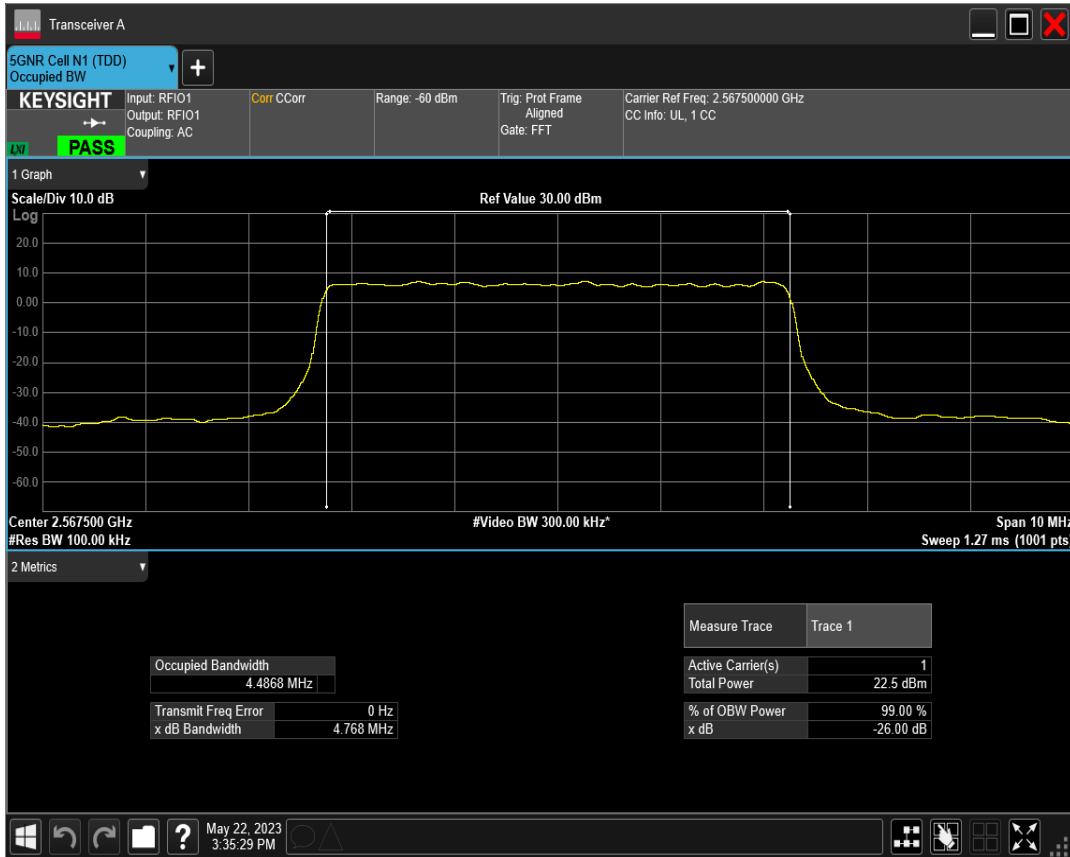 Transceiver A
5GNR Cell N1 (TDD)
Occupied BW
+
KEYSIGHT
LXI
PASS
Input: RFIO1
Output: RFIO1
Coupling: AC
Corr CCorr
Range: -60 dBm
Trig: Prot Frame
Aligned
Gate: FFT
Carrier Ref Freq: 2.567500000 GHz
CC Info: UL, 1 CC
1 Graph
Scale/Div 10.0 dB
Ref Value 30.00 dBm
Log
20.0
10.0
0.00
-10.0
-20.0
-30.0
-40.0
-50.0
-60.0
Center 2.567500 GHz
#Video BW 300.00 kHz*
Span 10 MHz
#Res BW 100.00 kHz
Sweep 1.27 ms (1001 pts)
2 Metrics
Measure Trace Trace 1
Occupied Bandwidth
4.4868 MHz
Active Carrier(s) 1
Total Power 22.5 dBm
Transmit Freq Error 0 Hz
x dB Bandwidth 4.768 MHz
% of OBW Power 99.00 %
x dB -26.00 dB
?
May 22, 2023
3:35:29 PM